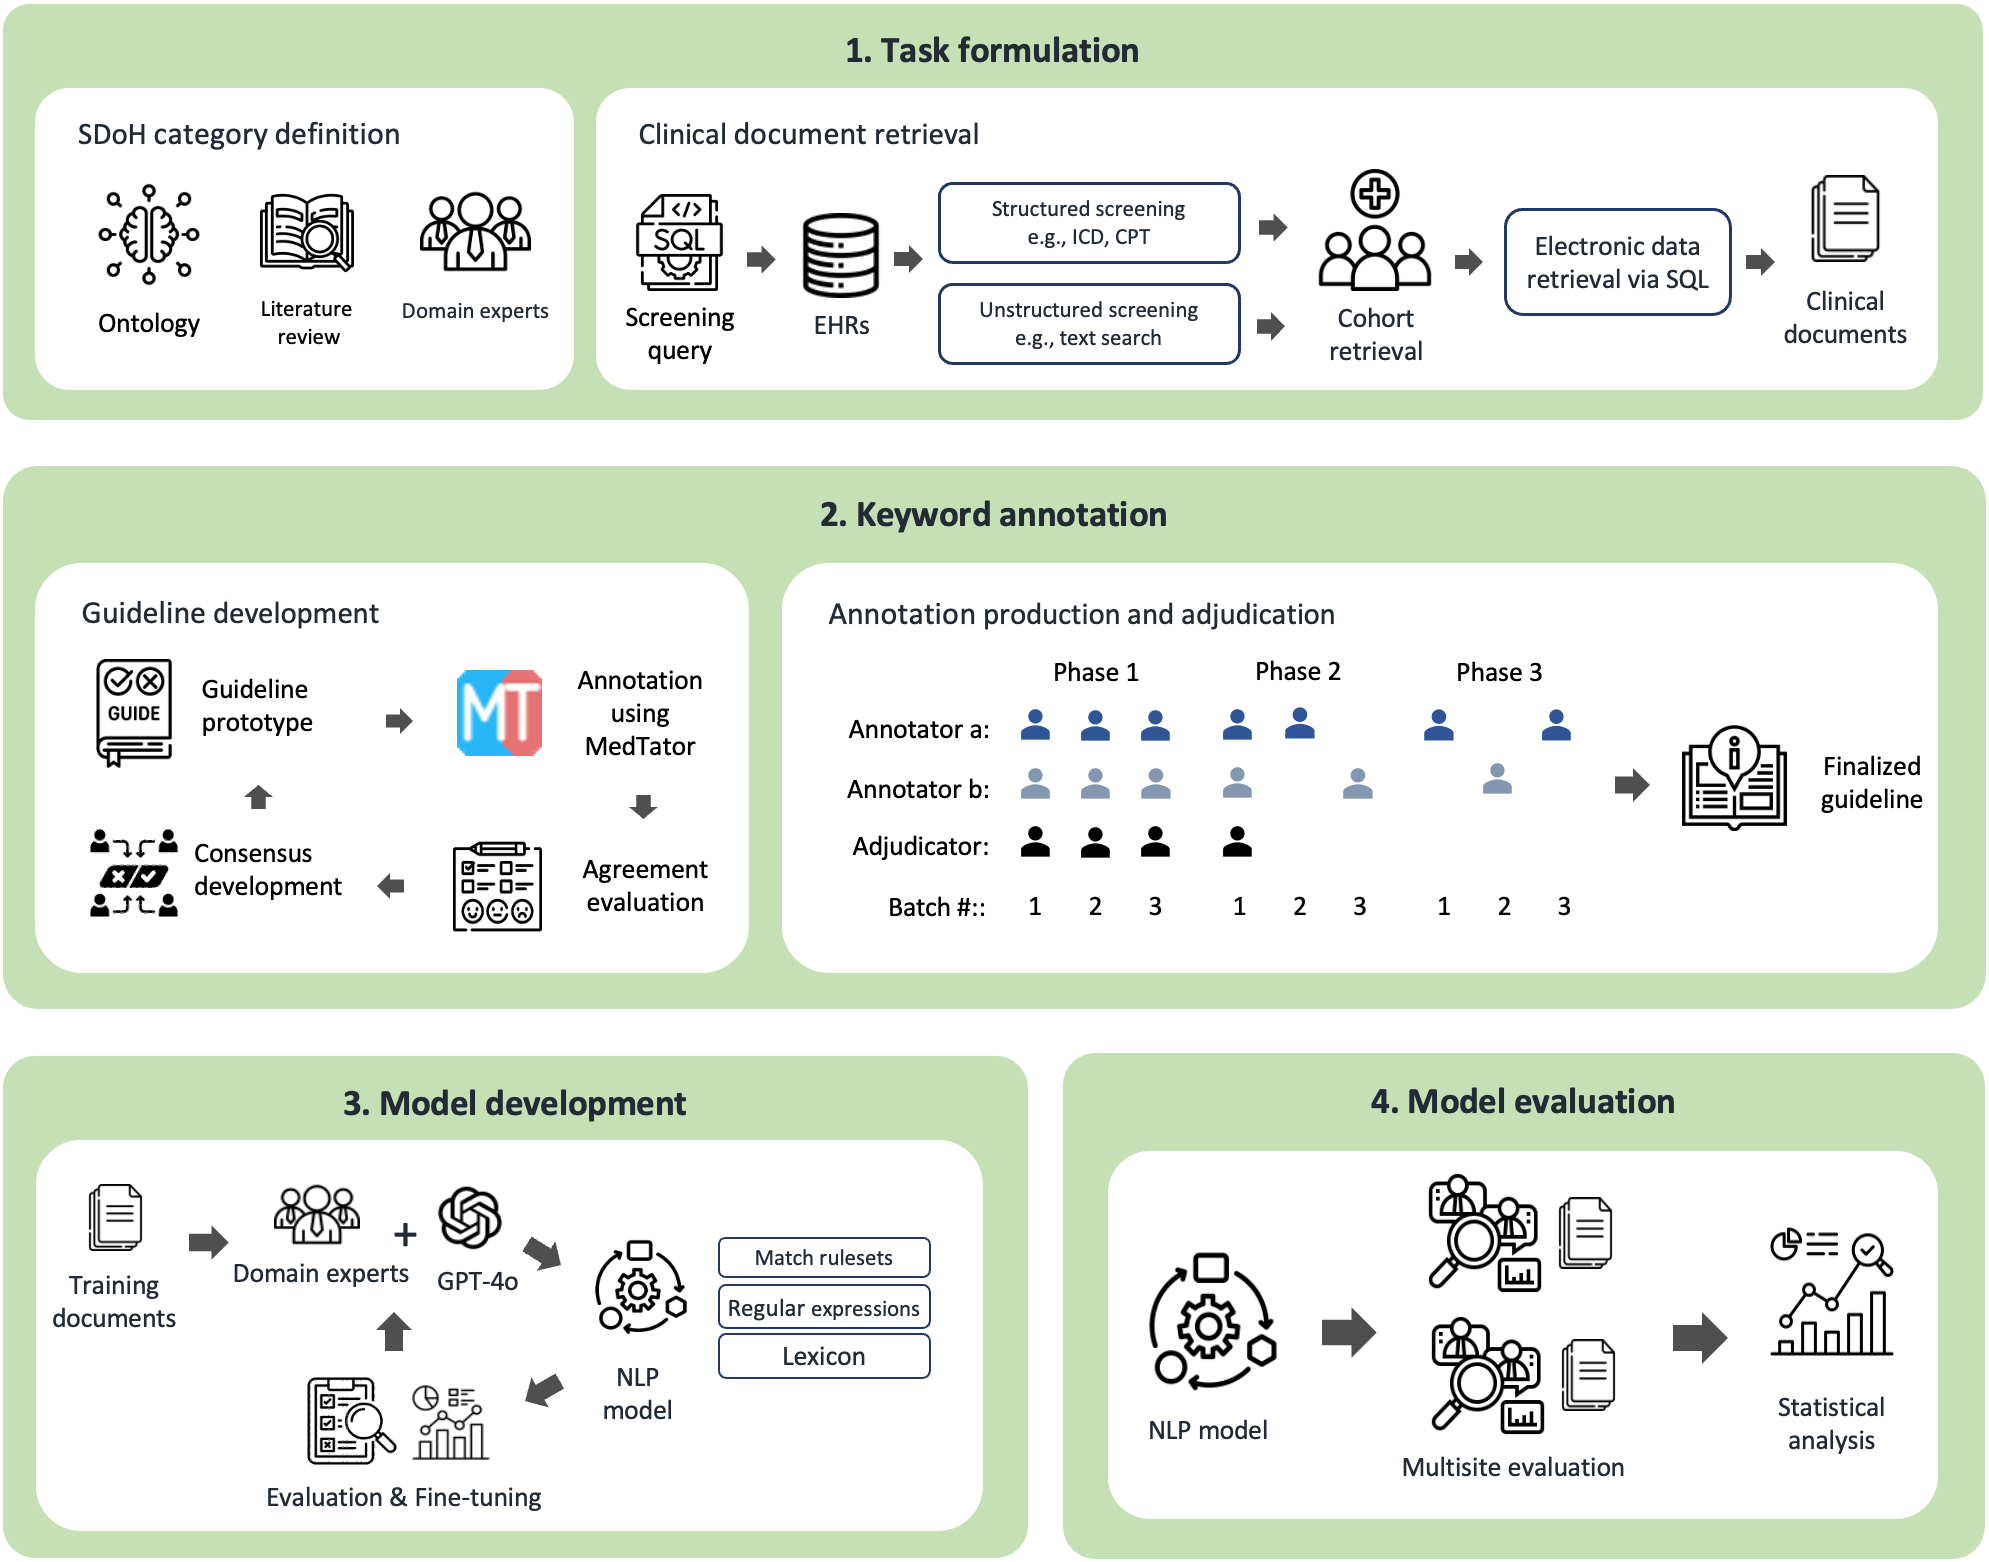 1. Task formulation
SDoH category definition
Ontology
Literature
review
Domain experts
Clinical document retrieval
</>
SQL
Screening
query
EHRs
Structured screening
e.g., ICD, CPT
Unstructured screening
e.g., text search
Cohort
retrieval
Electronic data
retrieval via SQL
Clinical
documents
2. Keyword annotation
Guideline development
GUIDE
Guideline
prototype
MT
Annotation
using
MedTator
Consensus
development
Agreement
evaluation
Annotation production and adjudication
Phase 1 Phase 2 Phase 3
Annotator a:
Annotator b:
Adjudicator:
Batch #:: 1 2 3 1 2 3 1 2 3
i
Finalized
guideline
3. Model development
Training
documents
Domain experts
+
GPT-4o
NLP
model
Match rulesets
Regular expressions
Lexicon
Evaluation & Fine-tuning
4. Model evaluation
NLP model
Multisite evaluation
Statistical
analysis